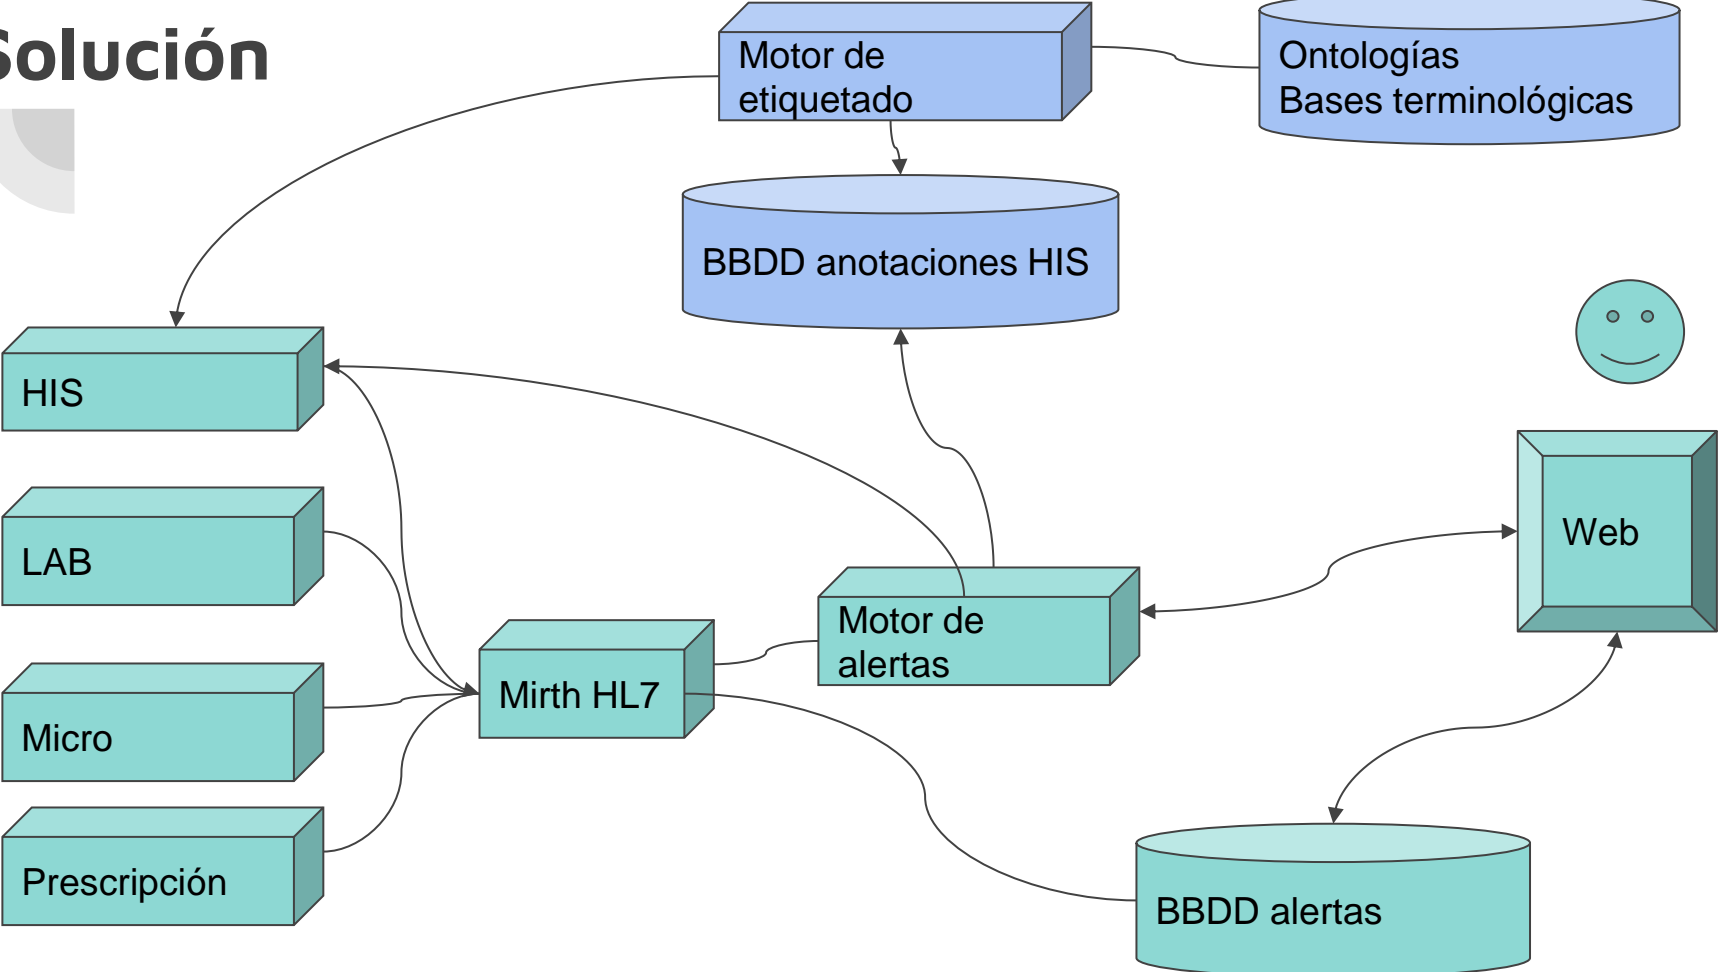 Solución
Motor de
etiquetado
Ontologías
Bases terminológicas
BBDD anotaciones HIS
HIS
LAB
Web
Motor de
alertas
Mirth HL7
Micro
Prescripción
BBDD alertas